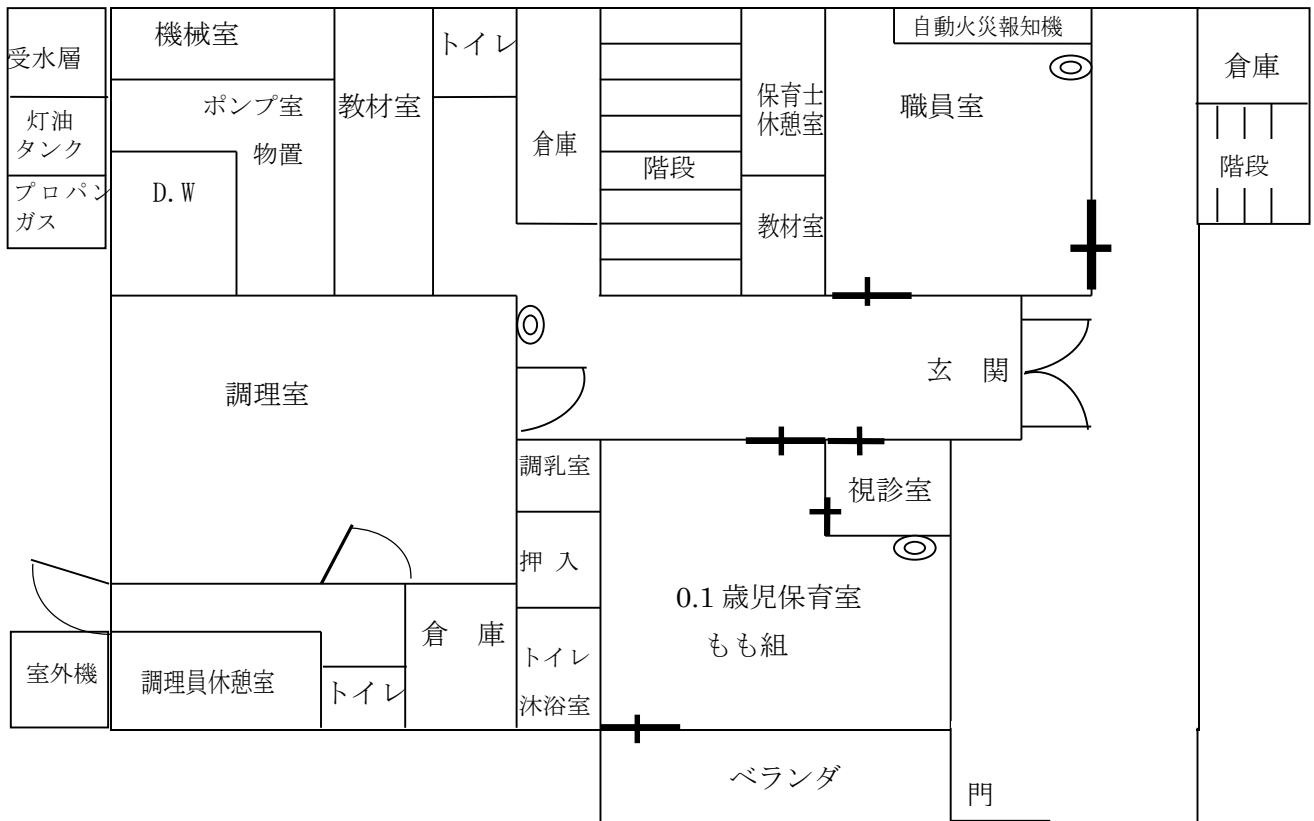 受水層
灯油
タンク
プロパン
ガス
機械室
ポンプ室
物置
D.W
教材室
トイレ
倉庫
階段
保育士
休憩室
教材室
自動火災報知機
職員室
倉庫
階段
調理室
玄　関
調乳室
視診室
押 入
0.1 歳児保育室
もも組
トイレ
沐浴室
室外機
調理員休憩室
トイレ
倉　庫
ベランダ
門